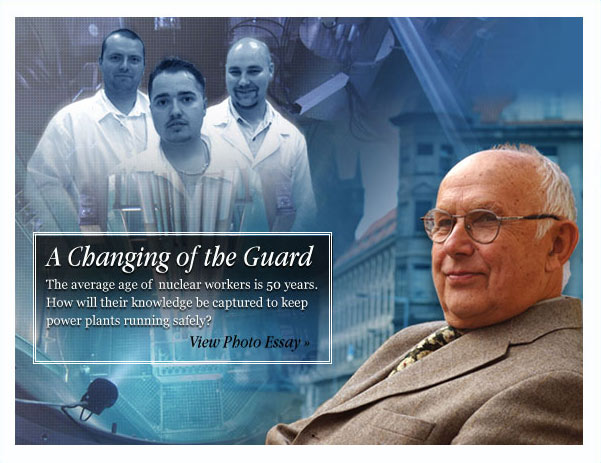 A Changing of the Guard
The average age of nuclear workers is 50 years.
How will their knowledge be captured to keep
power plants running safely?
View Photo Essay »